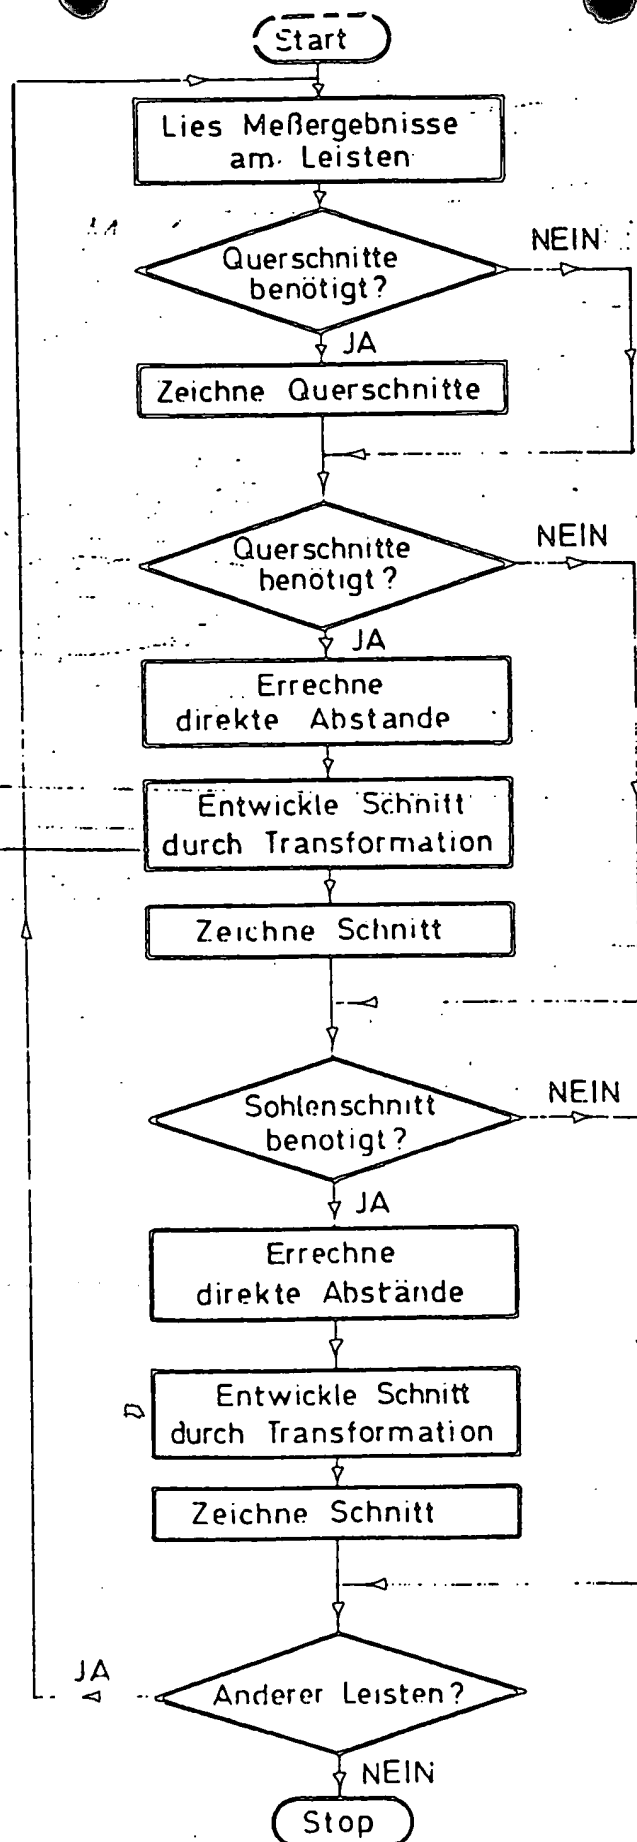 Start
Lies Meßergebnisse
am Leisten
NEIN
Querschnitte
benötigt?
JA
Zeichne Querschnitte
NEIN
Querschnitte
benötigt?
JA
Errechne
direkte Abstande
Entwickle Schnitt
durch Transformation
Zeichne Schnitt
NEIN
Sohlenschnitt
benotigt?
JA
Errechne
direkte Abstände
Entwickle Schnitt
durch Transformation
Zeichne Schnitt
JA
Anderer Leisten?
NEIN
Stop